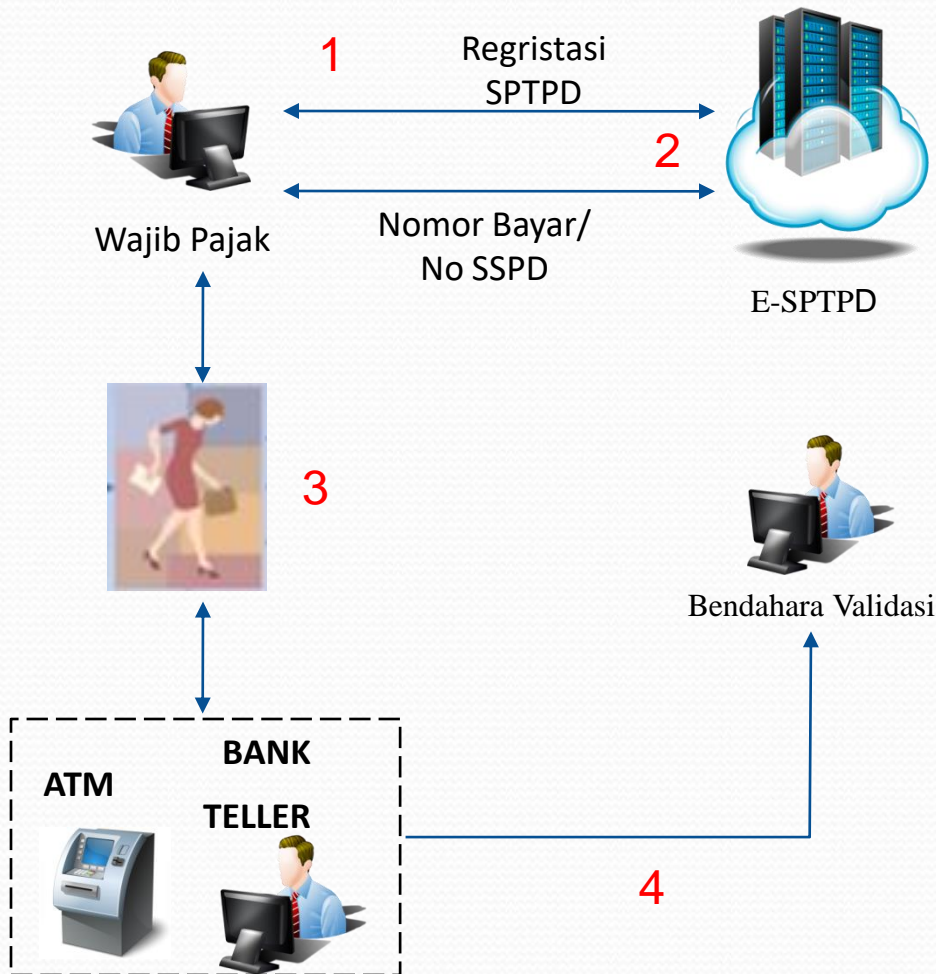 1
Regristasi
SPTPD
2
Wajib Pajak
Nomor Bayar/
No SSPD
E-SPTPD
3
Bendahara Validasi
BANK
ATM
TELLER
4